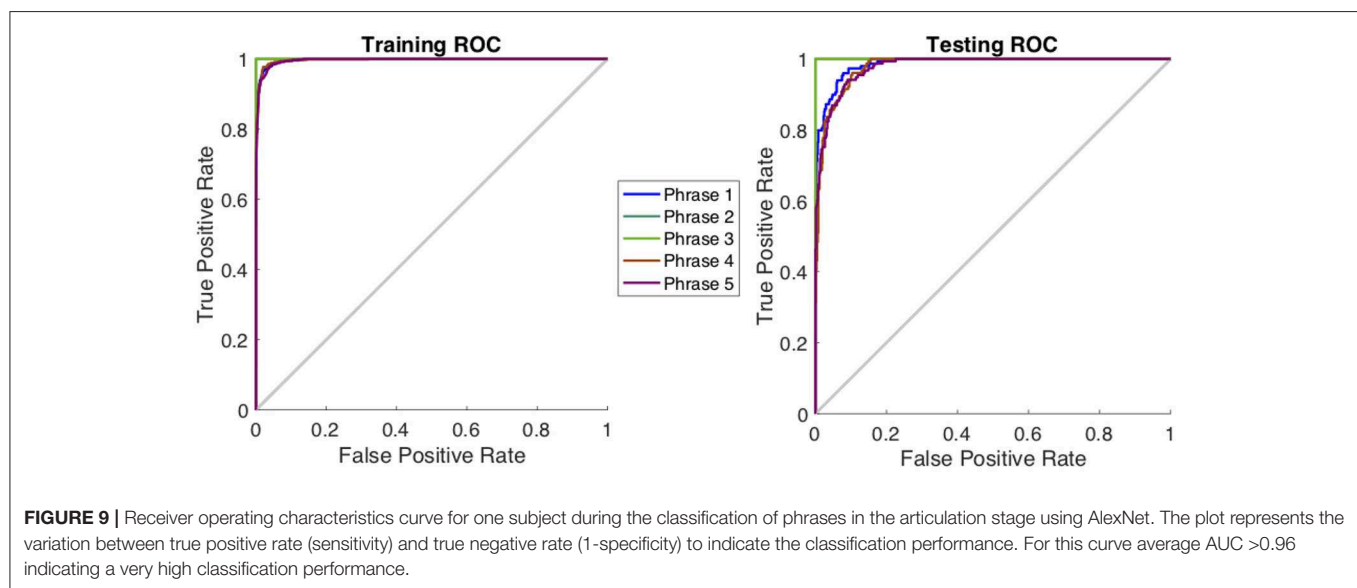 Training ROC
1
0.8
0.6
0.4
0.2
0
True Positive Rate
0 0.2 0.4 0.6 0.8 1
False Positive Rate
Phrase 1
Phrase 2
Phrase 3
Phrase 4
Phrase 5
Testing ROC
1
0.8
0.6
0.4
0.2
0
True Positive Rate
0 0.2 0.4 0.6 0.8 1
False Positive Rate
FIGURE 9 | Receiver operating characteristics curve for one subject during the classification of phrases in the articulation stage using AlexNet. The plot represents the
variation between true positive rate (sensitivity) and true negative rate (1-specificity) to indicate the classification performance. For this curve average AUC >0.96
indicating a very high classification performance.